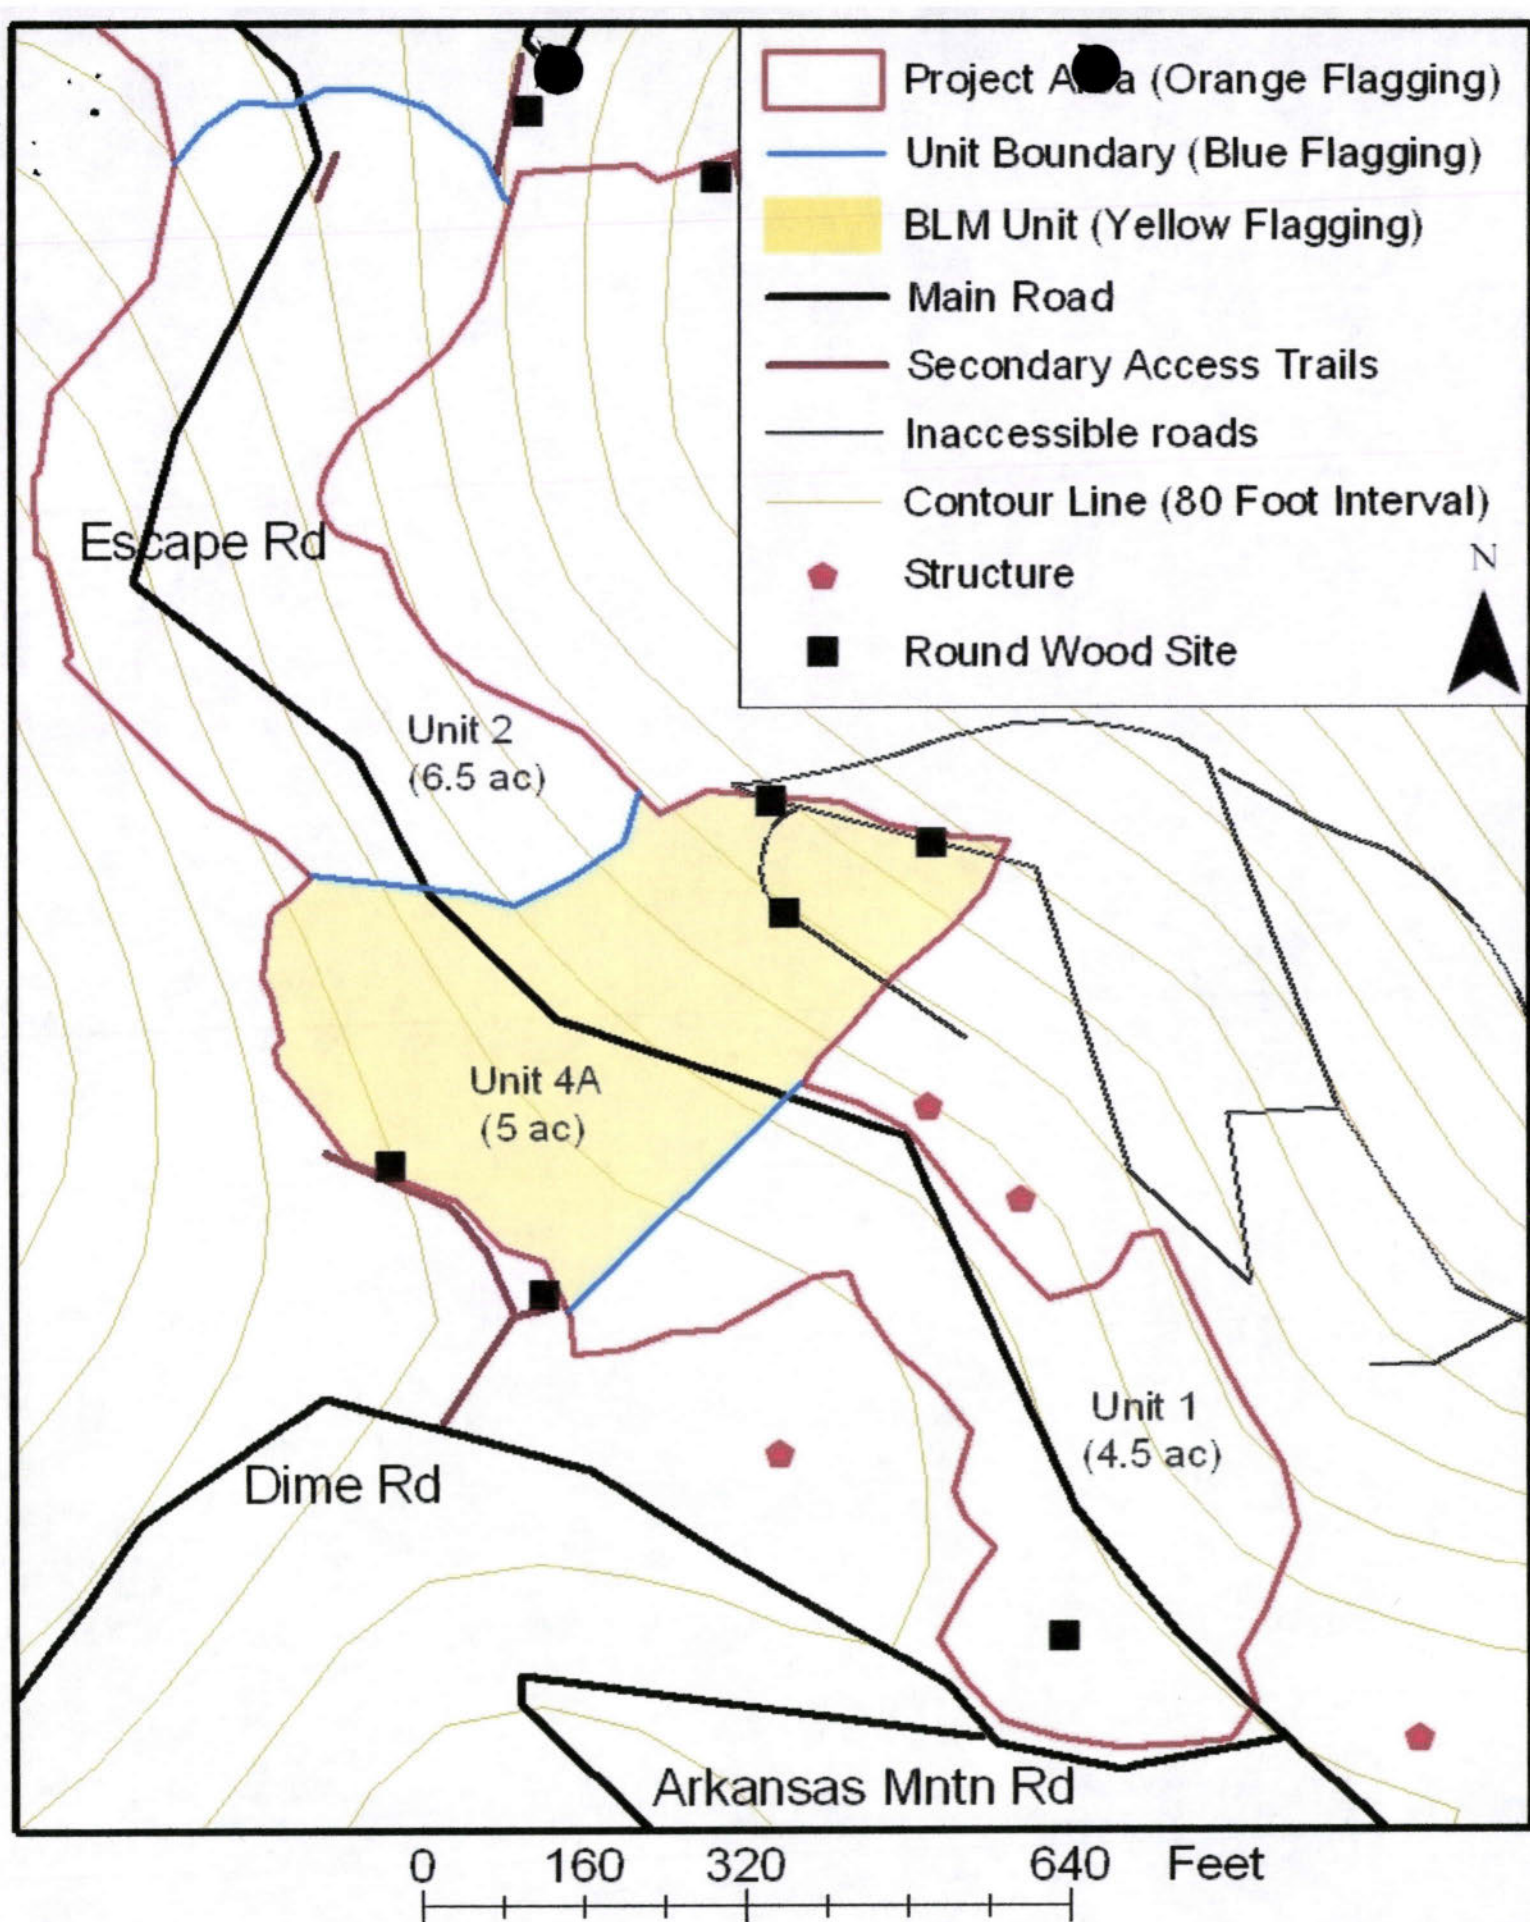 Project A a (Orange Flagging)
Unit Boundary (Blue Flagging)
BLM Unit (Yellow Flagging)
Main Road
Secondary Access Trails
Inaccessible roads
Contour Line (80 Foot Interval)
Structure
Round Wood Site
N
Escape Rd
Unit 2
(6.5 ac)
Unit 4A
(5 ac)
Unit 1
(4.5 ac)
Dime Rd
Arkansas Mntn Rd
0 160 320 640 Feet